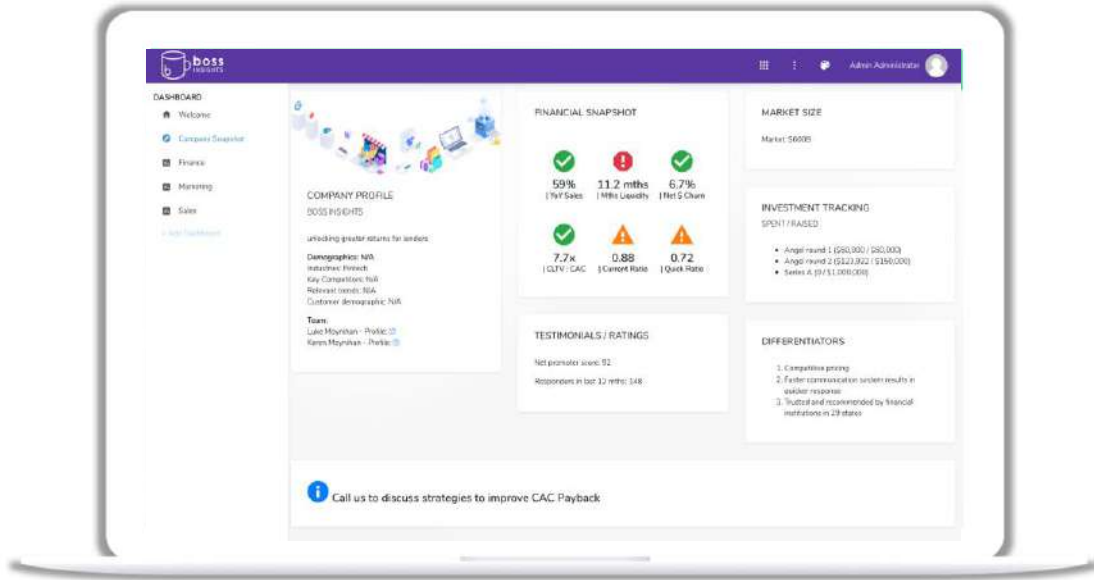 boss
INSIGHTS
Admin Administrator
DASHBOARD
Welcome
Company Snapshot
Finance
Marketing
Sales
+ Add Dashboard
COMPANY PROFILE
BOSS INSIGHTS
unlocking greater returns for lenders
Demographics: N/A
Industries: Fintech
Key Competitors: N/A
Relevant trends: N/A
Customer demographic: N/A
Team:
Luke Moynihan - Profile:
Keren Moynihan - Profile:
FINANCIAL SNAPSHOT
59%
| YoY Sales
11.2 mths
| Mths Liquidity
6.7%
| Net $ Churn
7.7x
| CLTV : CAC
0.88
| Current Ratio
0.72
| Quick Ratio
TESTIMONIALS / RATINGS
Net promoter score: 92
Responders in last 12 mths: 148
MARKET SIZE
Market:
INVESTMENT TRACKING
SPENT / RAISED
Angel round 1 ($60,000 / $60,000)
Angel round 2 ($123,922 / $150,000)
Series A (0 / $1,000,000)
DIFFERENTIATORS
1. Competitive pricing
2. Faster communication system results in
quicker response
3. Trusted and recommended by financial
institutions in 29 states
Call us to discuss strategies to improve CAC Payback